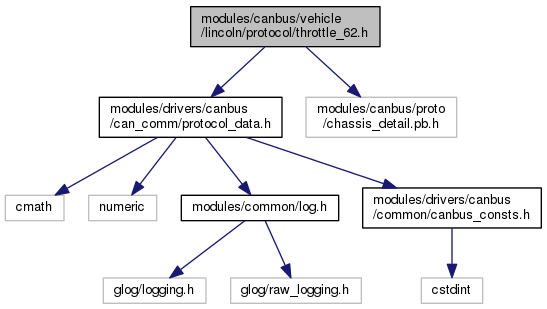 modules/canbus/vehicle
/lincoln/protocol/throttle_62.h
modules/drivers/canbus
/can_comm/protocol_data.h
modules/canbus/proto
/chassis_detail.pb.h
cmath
numeric
modules/common/log.h
modules/drivers/canbus
/common/canbus_consts.h
glog/logging.h
glog/raw_logging.h
cstdint